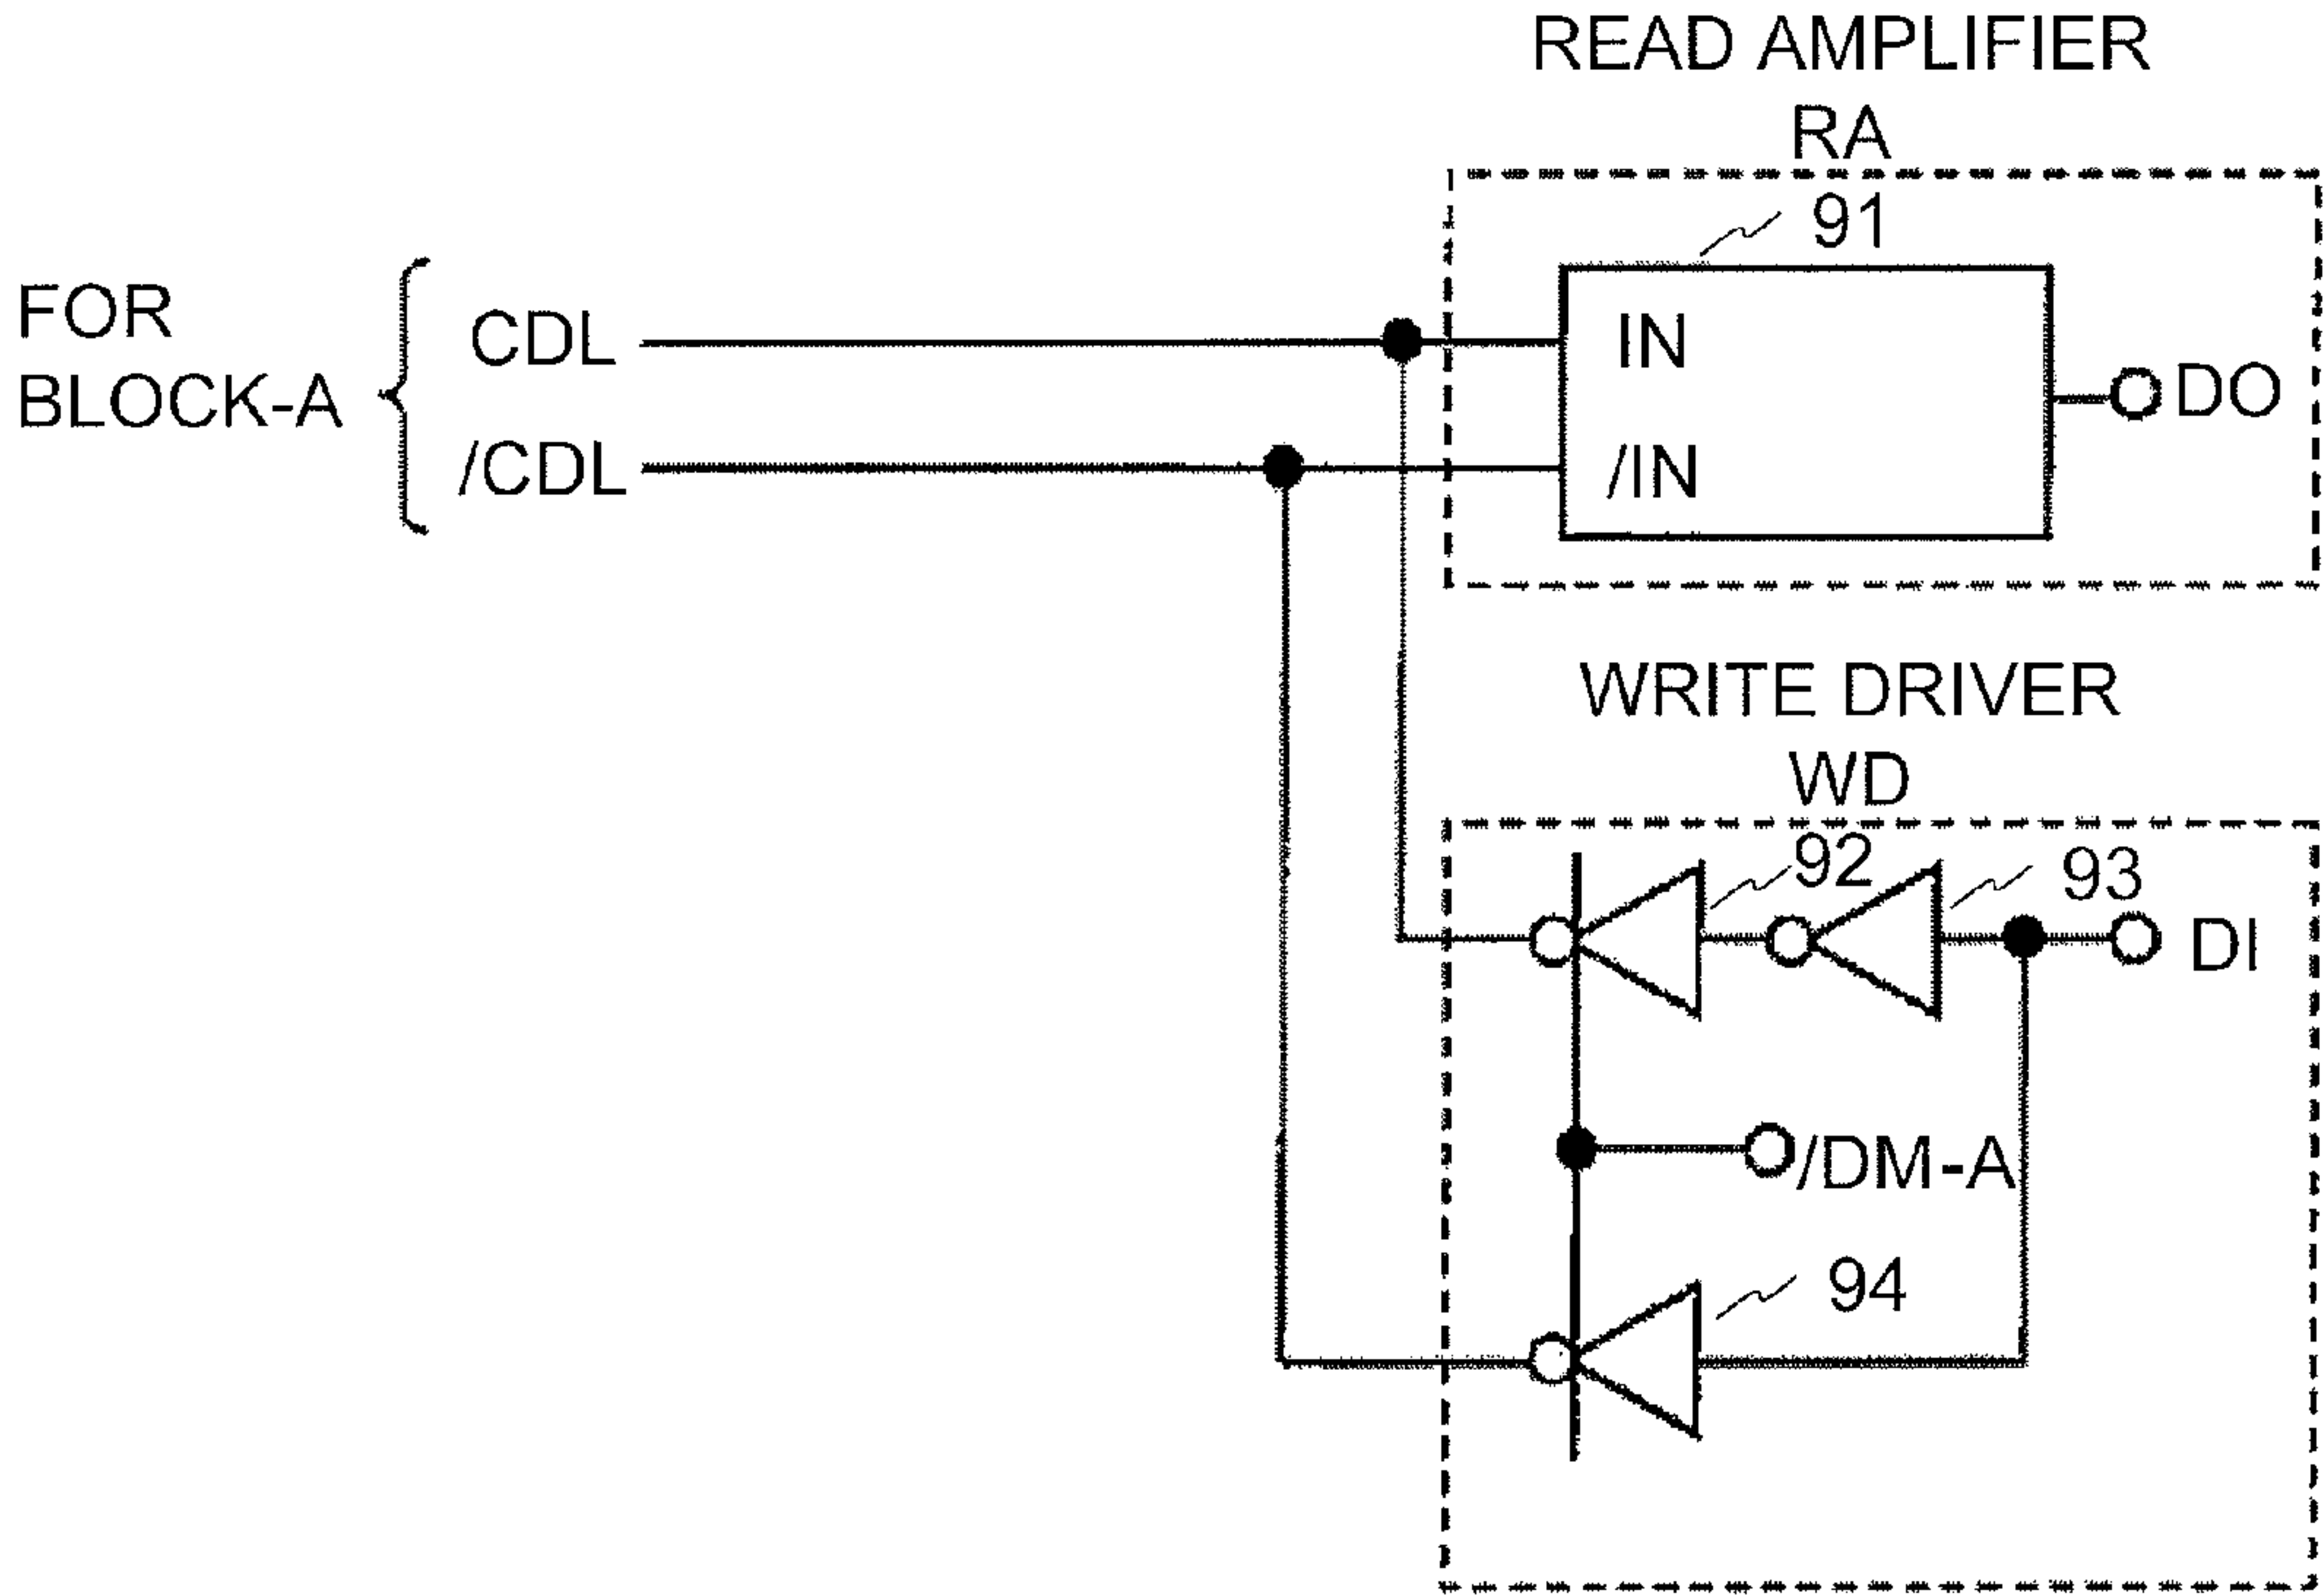 READ AMPLIFIER
RA
91
FOR
BLOCK-A
CDL
/CDL
IN
/IN
DO
WRITE DRIVER
WD
92
93
DI
/DM-A
94